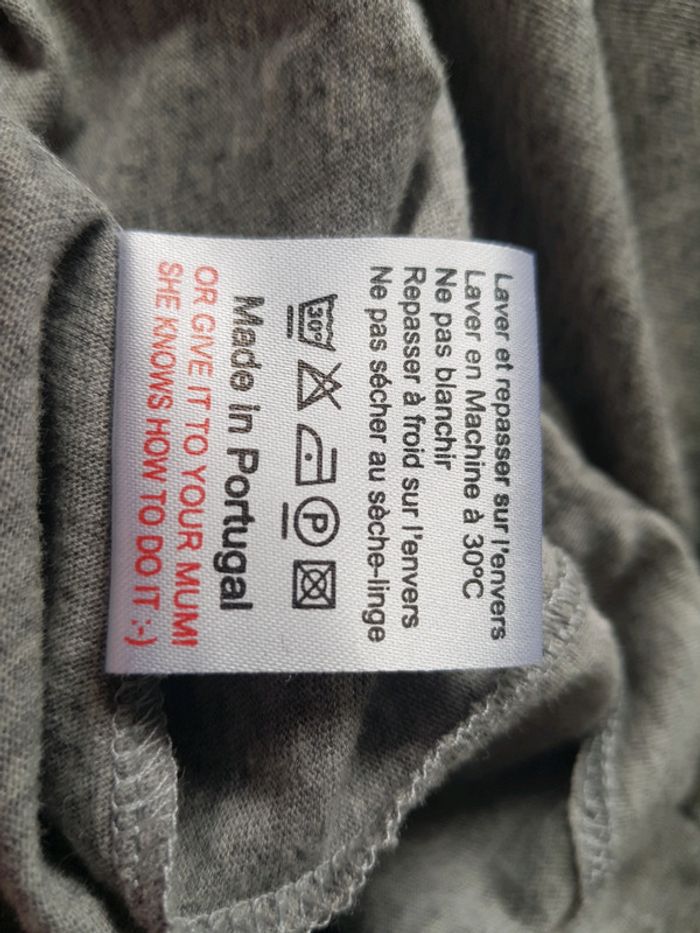 Laver et repasser sur l'envers
Laver en Machine à 30ºC
Ne pas blanchir
Repasser à froid sur l'envers
Ne pas sécher au sèche-linge
30° P
Made in Portugal
OR GIVE IT TO YOUR MUM!
SHE KNOWS HOW TO DO IT :-)